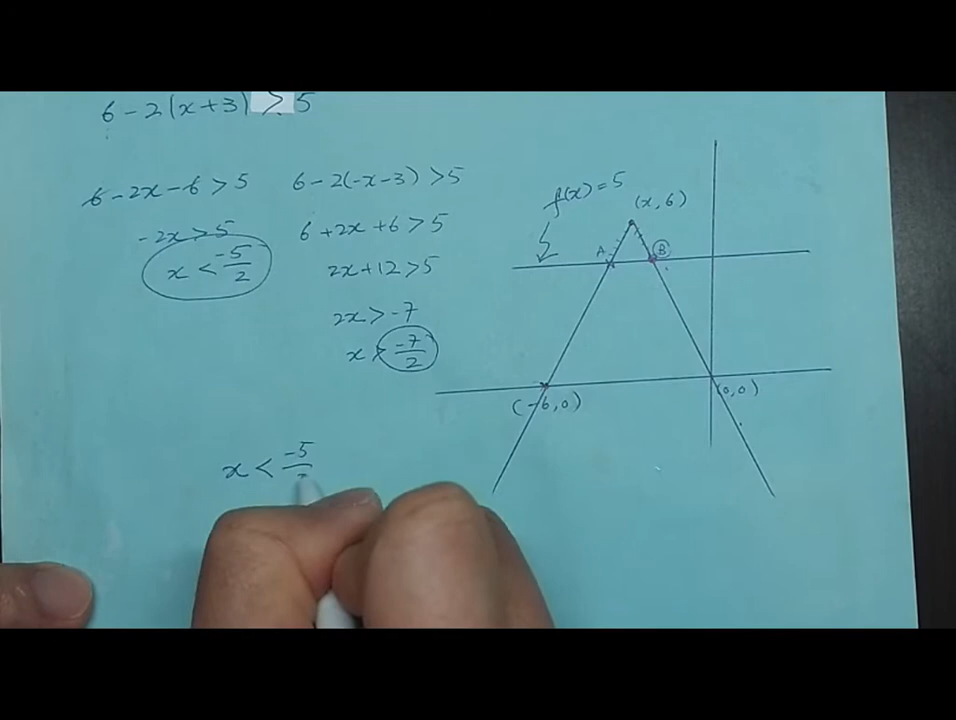 6 - 2(x+3) > 5
6 - 2x - 6 > 5
-2x > 5
x < -5/2
6 - 2(-x-3) > 5
6 + 2x + 6 > 5
2x + 12 > 5
2x > -7
x > -7/2
x < -5/
f(x) = 5
(x, 6)
A
B
(-6, 0)
(0,0)